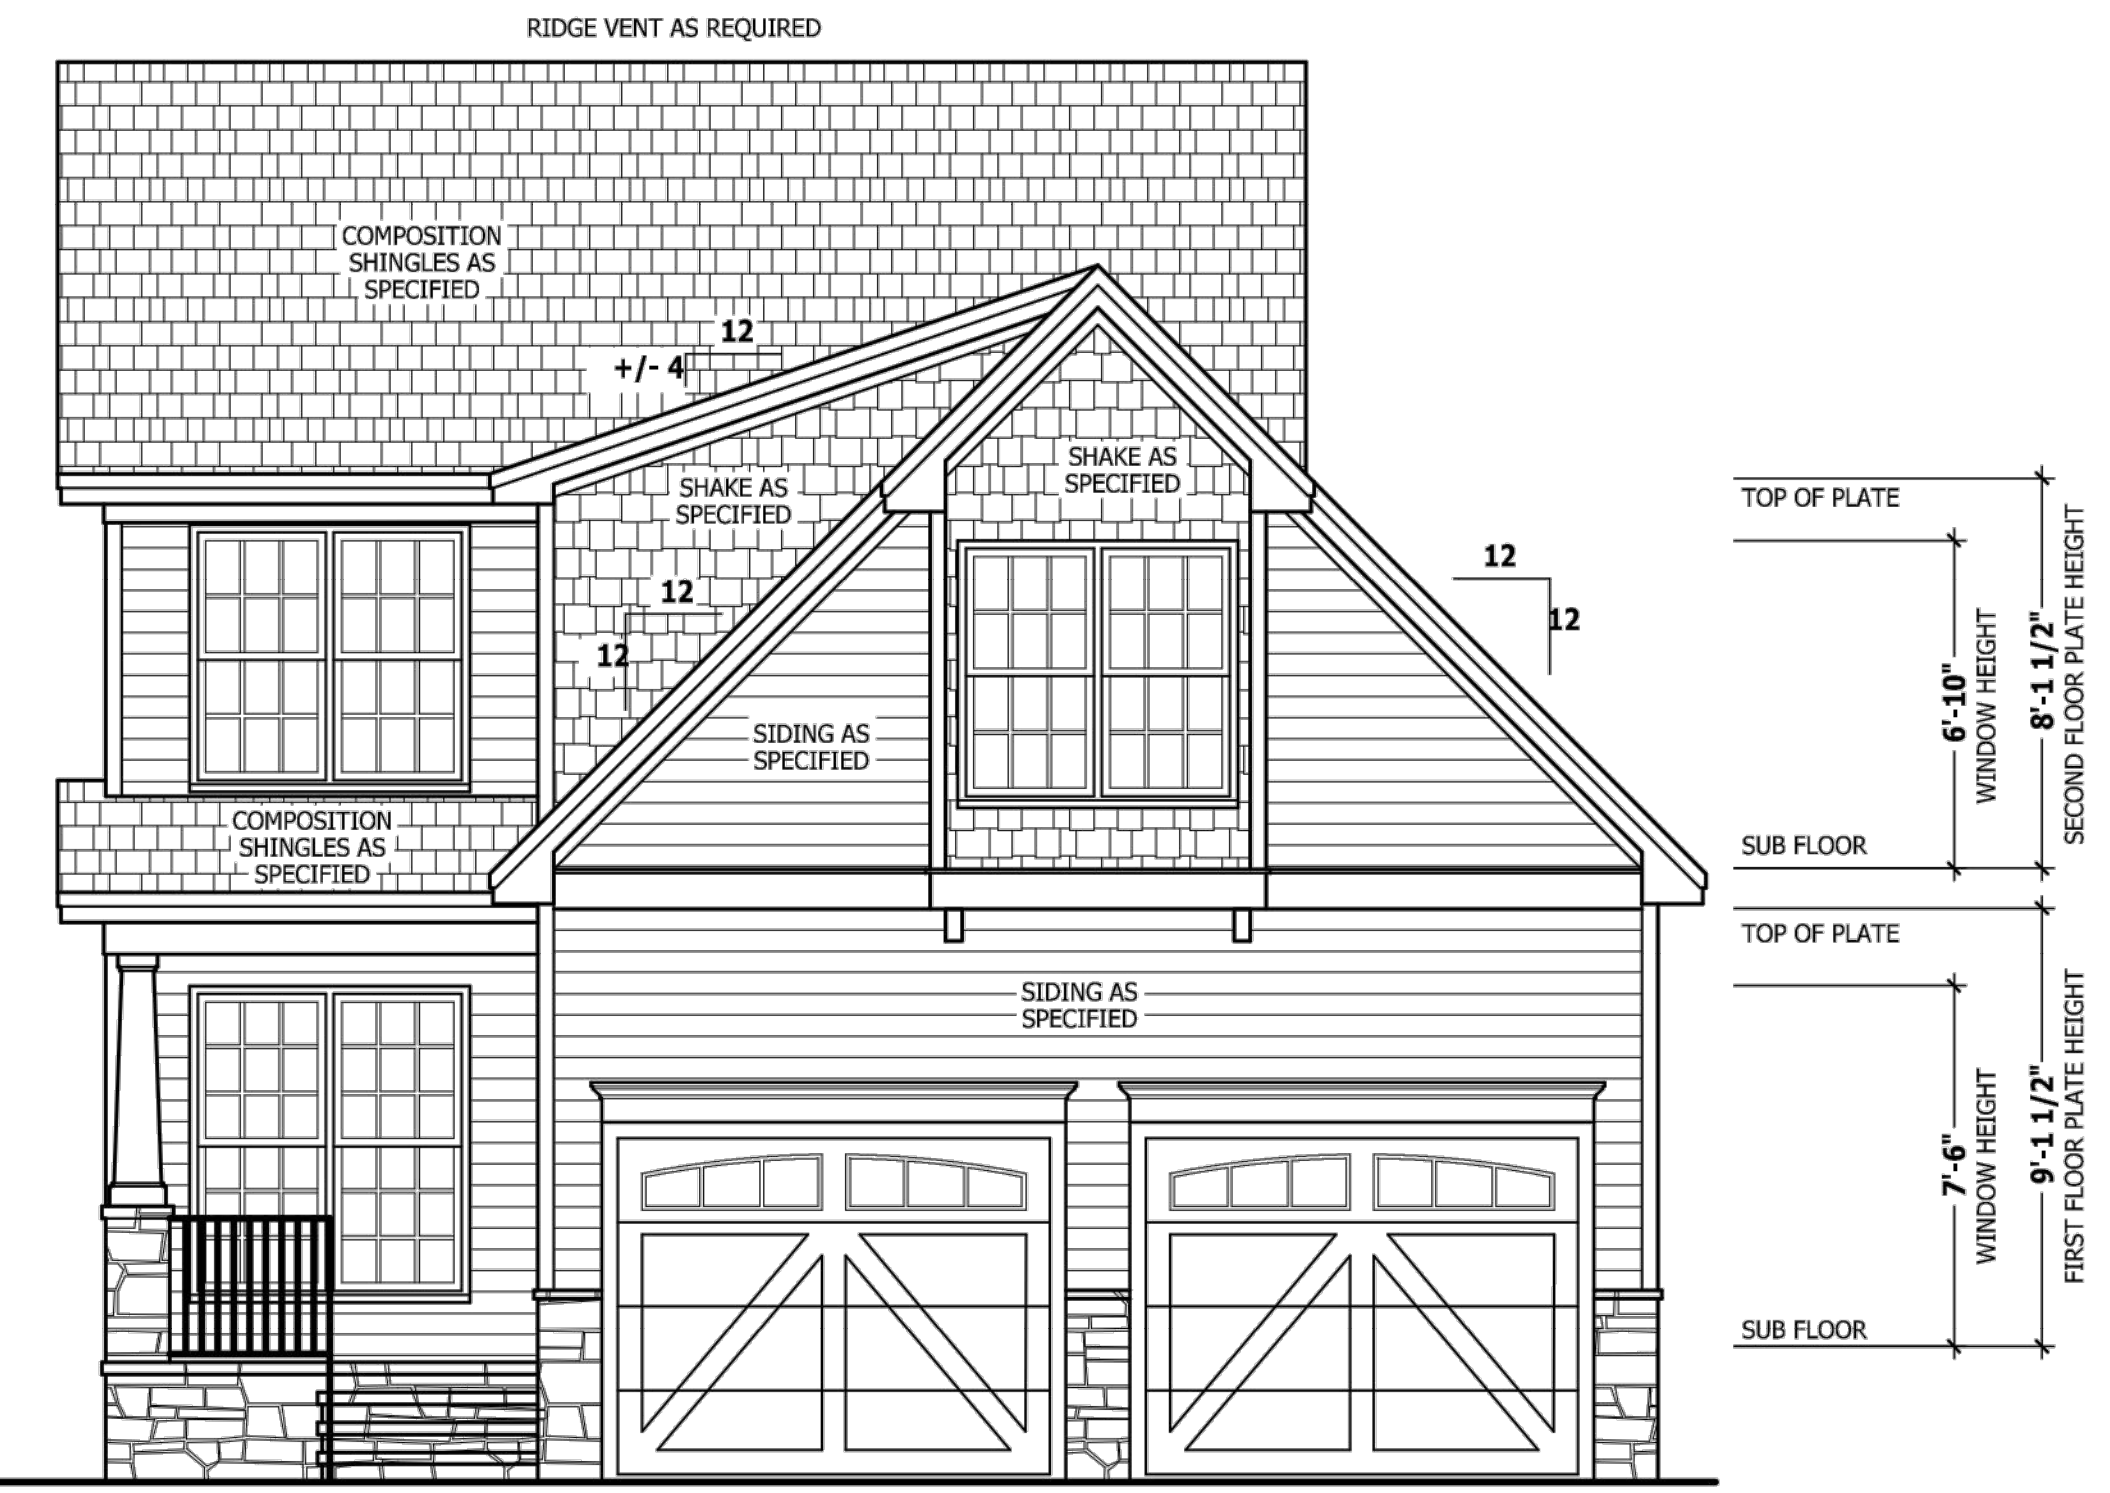 RIDGE VENT AS REQUIRED
COMPOSITION
SHINGLES AS
SPECIFIED
12
+/- 4
SHAKE AS
SPECIFIED
SHAKE AS
SPECIFIED
12
12
12
12
SIDING AS
SPECIFIED
COMPOSITION
SHINGLES AS
SPECIFIED
SIDING AS
SPECIFIED
TOP OF PLATE
6'-10"
WINDOW HEIGHT
8'-1 1/2"
SECOND FLOOR PLATE HEIGHT
SUB FLOOR
TOP OF PLATE
7'-6"
WINDOW HEIGHT
9'-1 1/2"
FIRST FLOOR PLATE HEIGHT
SUB FLOOR